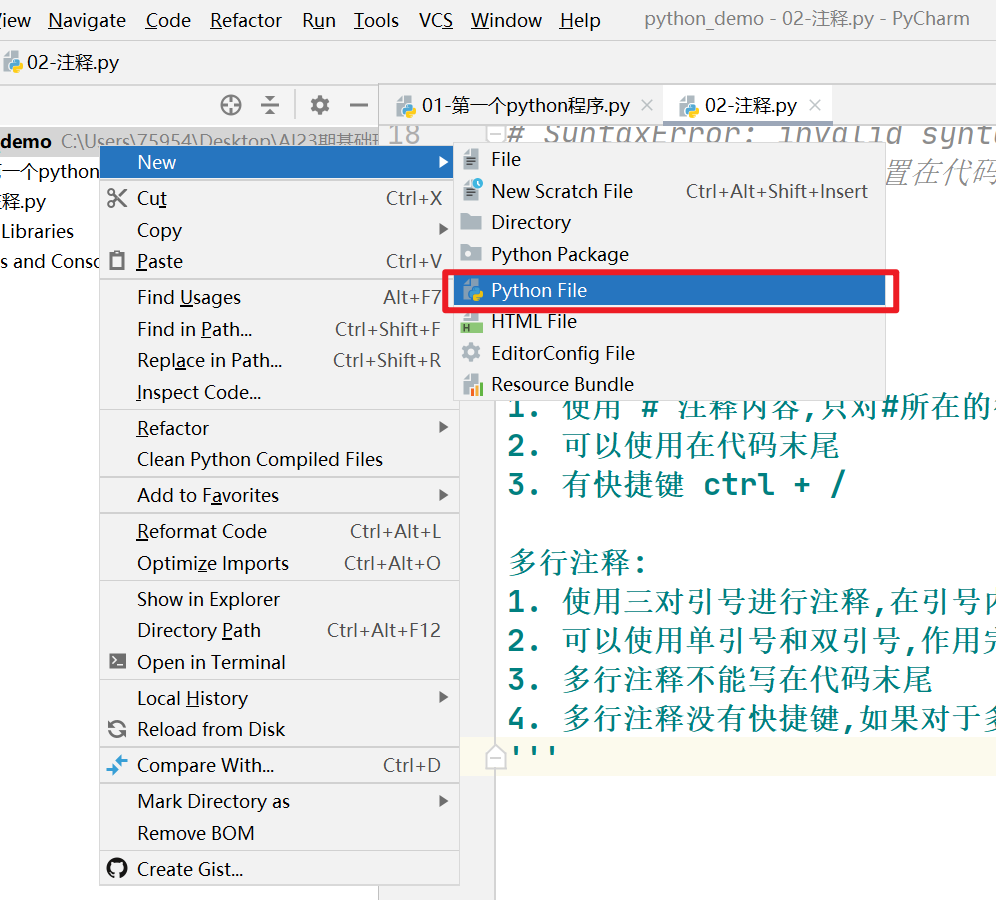 View Navigate Code Refactor Run Tools VCS Window Help python_demo - 02-注释.py - PyCharm
02-注释.py
01-第一个python程序.py 02-注释.py
demo C:\Users\75954\Desktop\AI23期基础班
18 # SyntaxError: invalid synt
置在代码
一个python
释.py
Libraries
s and Conso
New
Cut Ctrl+X
Copy
Paste Ctrl+V
Find Usages Alt+F7
Find in Path... Ctrl+Shift+F
Replace in Path... Ctrl+Shift+R
Inspect Code...
Refactor
Clean Python Compiled Files
Add to Favorites
Reformat Code Ctrl+Alt+L
Optimize Imports Ctrl+Alt+O
Show in Explorer
Directory Path Ctrl+Alt+F12
Open in Terminal
Local History
Reload from Disk
Compare With... Ctrl+D
Mark Directory as
Remove BOM
Create Gist...
File
New Scratch File Ctrl+Alt+Shift+Insert
Directory
Python Package
Python File
HTML File
EditorConfig File
Resource Bundle
1. 使用 # 注释内容,只对#所在的
2. 可以使用在代码末尾
3. 有快捷键 ctrl + /
多行注释:
1. 使用三对引号进行注释,在引号内
2. 可以使用单引号和双引号,作用完
3. 多行注释不能写在代码末尾
4. 多行注释没有快捷键,如果对于多
'''